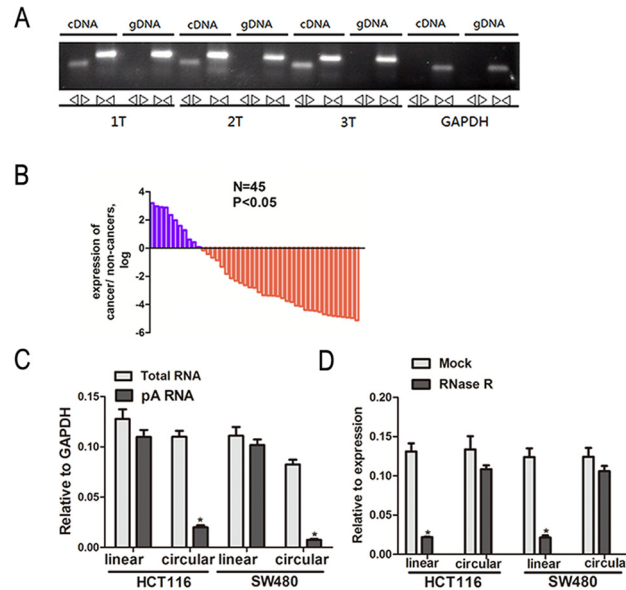 A
cDNA gDNA cDNA gDNA cDNA gDNA cDNA gDNA
1T 2T 3T GAPDH
B
N=45
P<0.05
expression of
cancer/ non-cancers,
log
4
2
0
-2
-4
-6
C
Total RNA
pA RNA
Relative to GAPDH
0.15
0.10
0.05
0.00
linear circular linear circular
HCT116 SW480
D
Mock
RNase R
Relative to expression
0.20
0.15
0.10
0.05
0.00
* *
linear circular linear circula
HCT116 SW480